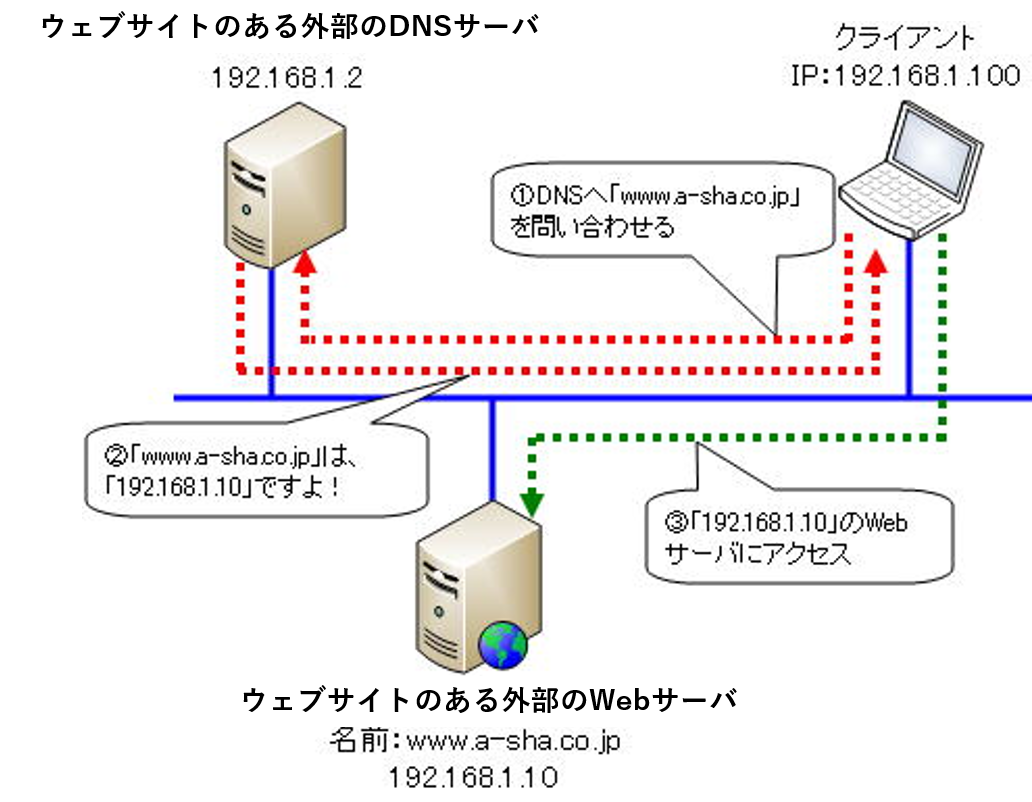 ウェブサイトのある外部のDNSサーバ
192.168.1.2
クライアント
IP:192.168.1.100
①DNSへ「www.a-sha.co.jp」
を問い合わせる
②「www.a-sha.co.jp」は、
「192.168.1.10」ですよ！
③「192.168.1.10」のWeb
サーバにアクセス
ウェブサイトのある外部のWebサーバ
名前：www.a-sha.co.jp
192.168.1.10